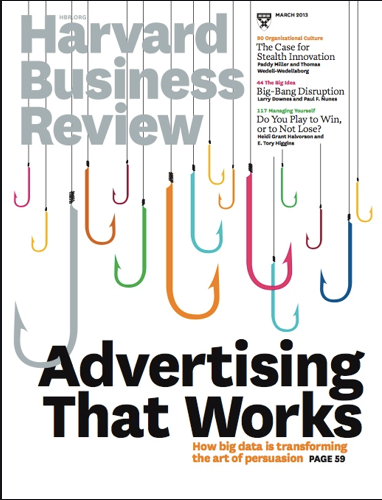 HBR.ORG
Harvard
Business
Review
MARCH 2013
90 Organizational Culture
The Case for
Stealth Innovation
Paddy Miller and Thomas
Wedell-Wedellsborg
44 The Big Idea
Big-Bang Disruption
Larry Downes and Paul F. Nunes
117 Managing Yourself
Do You Play to Win,
or to Not Lose?
Heidi Grant Halvorson and
E. Tory Higgins
Advertising
That Works
How big data is transforming
the art of persuasion PAGE 59